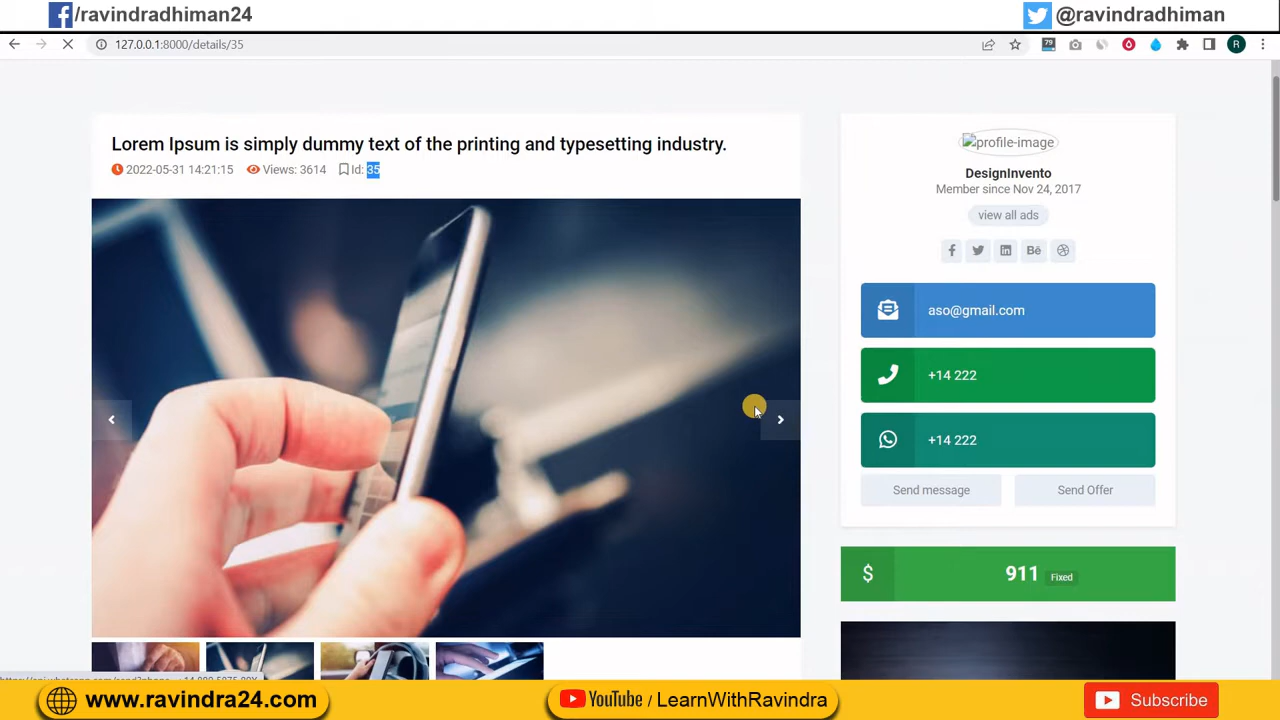 /ravindradhiman24
@ravindradhiman
127.0.0.1:8000/details/35
79
R
Lorem Ipsum is simply dummy text of the printing and typesetting industry.
2022-05-31 14:21:15 Views: 3614 Id: 35
profile-image
DesignInvento
Member since Nov 24, 2017
view all ads
Bē
aso@gmail.com
+14 222
+14 222
Send message Send Offer
$ 911 Fixed
www.ravindra24.com
YouTube / LearnWithRavindra
Subscribe